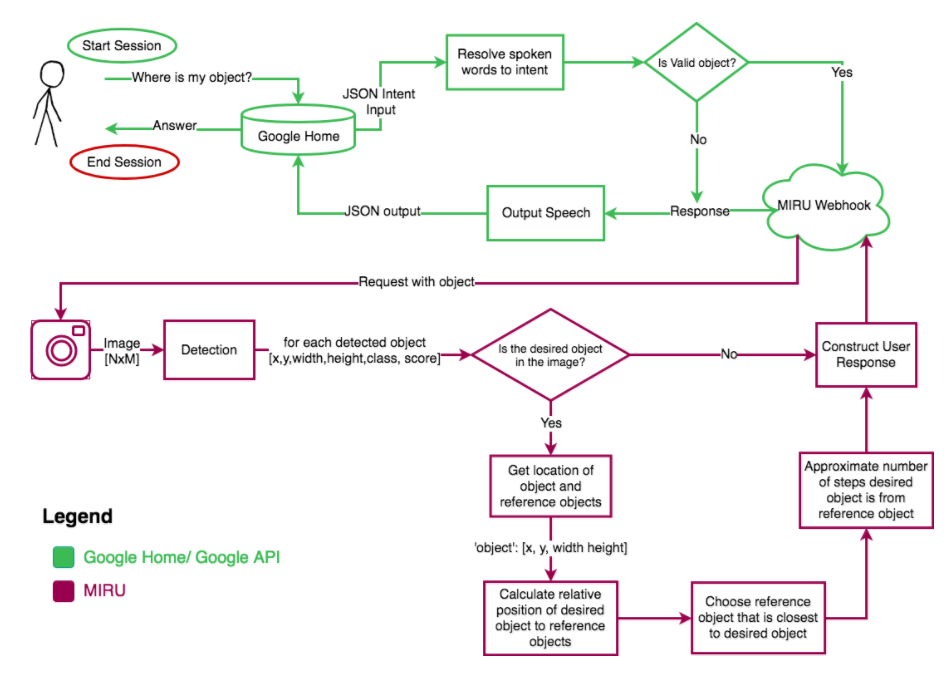 Start Session
Where is my object?
Answer
End Session
Google Home
JSON Intent
Input
Resolve spoken
words to intent
Is Valid object?
Yes
No
MIRU Webhook
Response
Output Speech
JSON output
Request with object
Image
[NxM]
Detection
for each detected object
[x,y,width,height,class, score]
Is the desired object
in the image?
No
Construct User
Response
Yes
Get location of
object and
reference objects
'object': [x, y, width height]
Calculate relative
position of desired
object to reference
objects
Choose reference
object that is closest
to desired object
Approximate number
of steps desired
object is from
reference object
Legend
Google Home/ Google API
MIRU